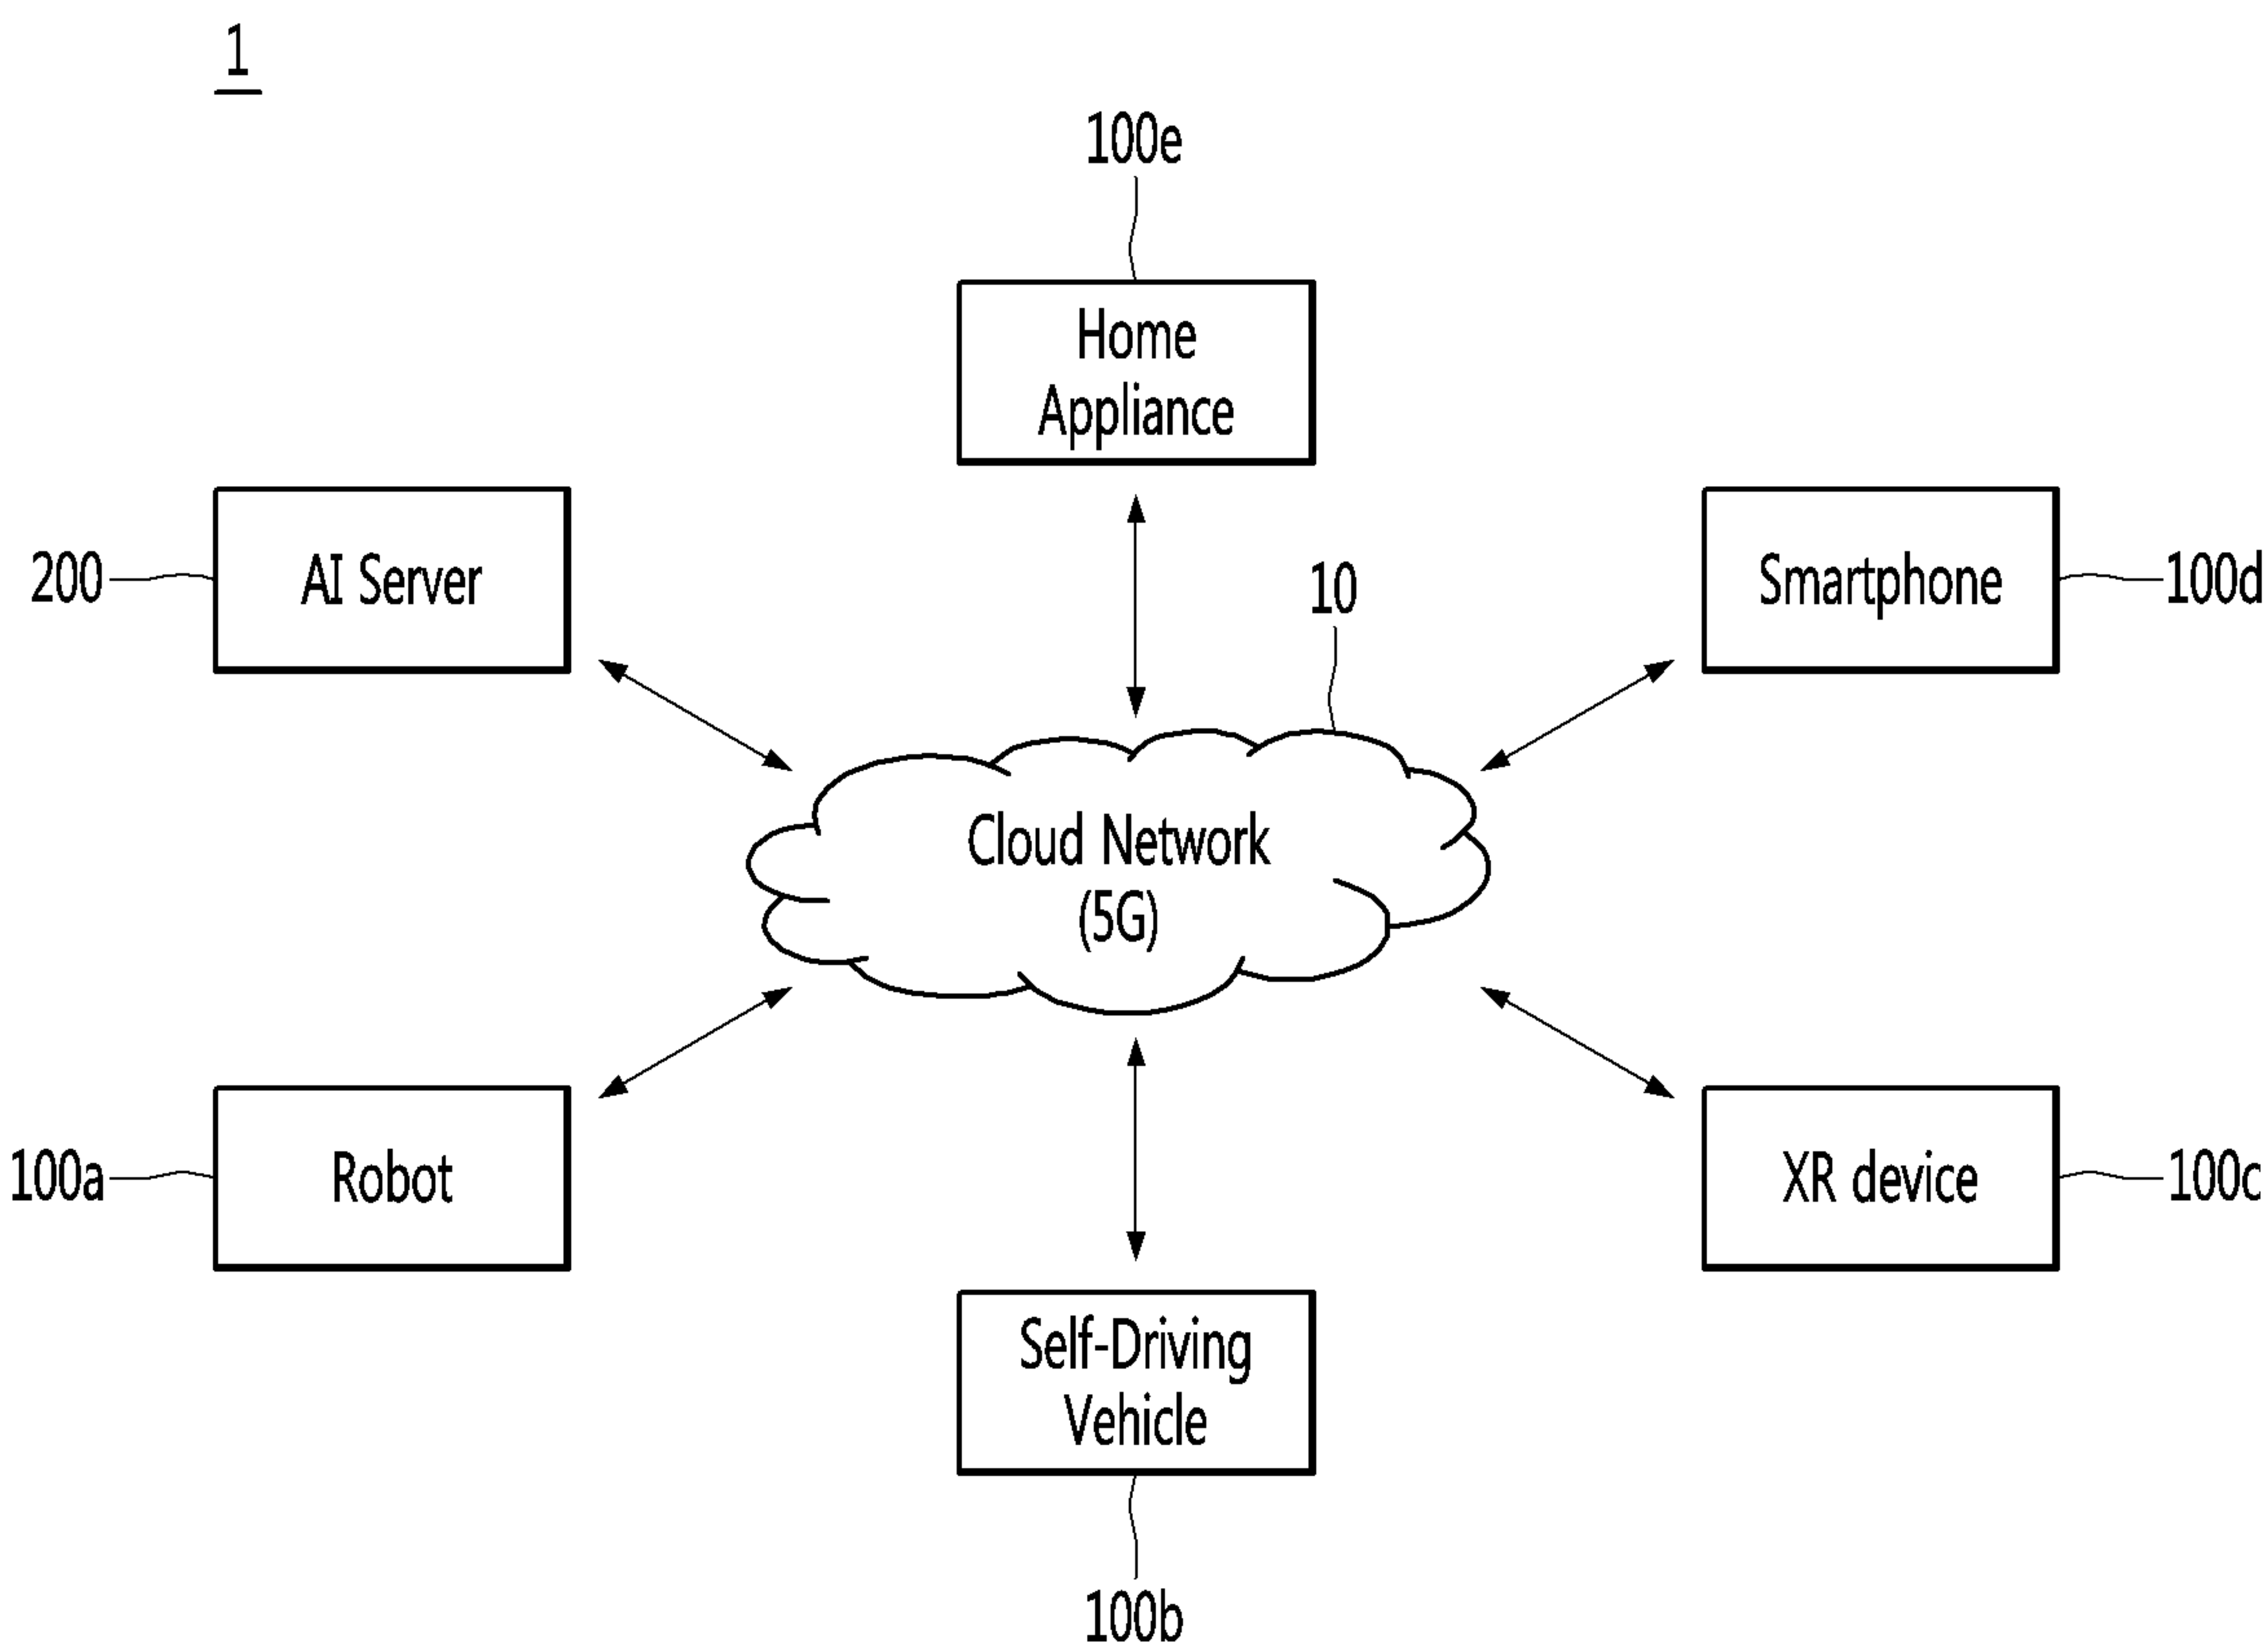 1
100e
Home
Appliance
200
AI Server
10
Smartphone
100d
Cloud Network
(5G)
100a
Robot
XR device
100c
Self-Driving
Vehicle
100b